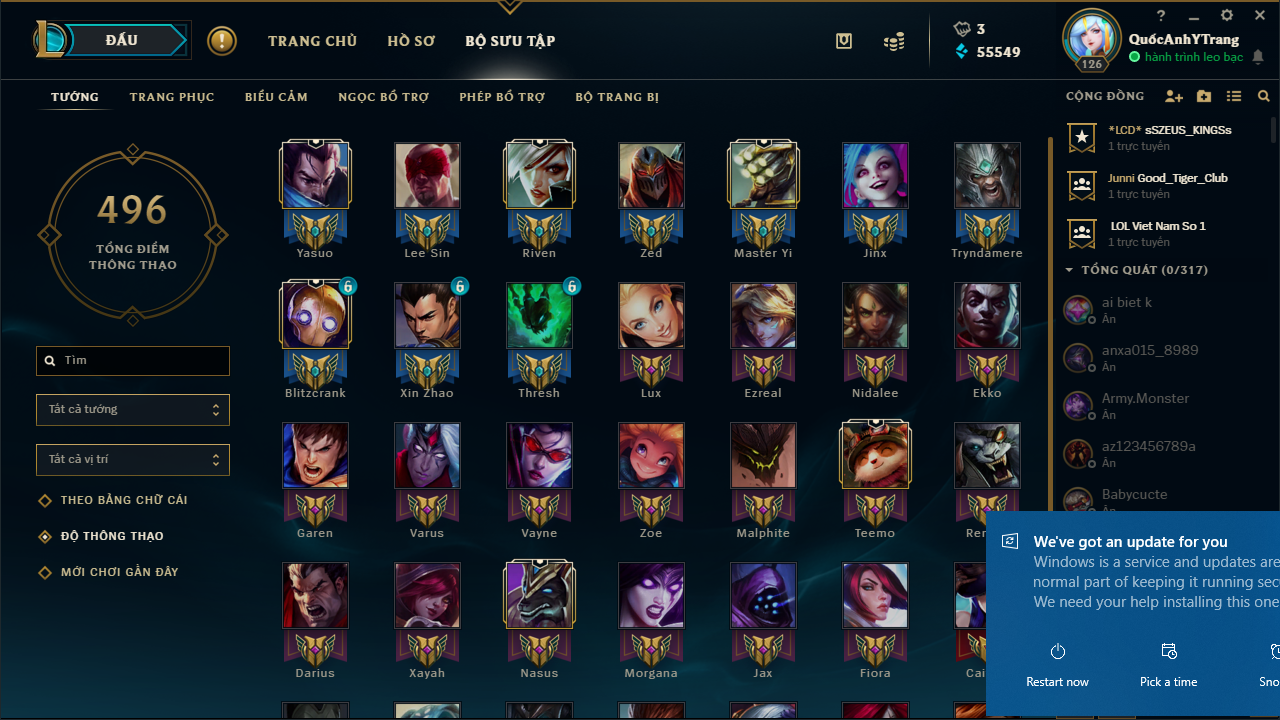 ĐẤU
!
TRANG CHỦ
HỒ SƠ
BỘ SƯU TẬP
3
55549
?
126
QuốcAnhYTrang
hành trình leo bạc
TƯỚNG
TRANG PHỤC
BIỂU CẢM
NGỌC BỔ TRỢ
PHÉP BỔ TRỢ
BỘ TRANG BỊ
CỘNG ĐỒNG
496
TỔNG ĐIỂM
THÔNG THẠO
Tìm
Tất cả tướng
Tất cả vị trí
THEO BẢNG CHỮ CÁI
ĐỘ THÔNG THẠO
MỚI CHƠI GẦN ĐÂY
Yasuo
Lee Sin
Riven
Zed
Master Yi
Jinx
Tryndamere
6
6
6
Blitzcrank
Xin Zhao
Thresh
Lux
Ezreal
Nidalee
Ekko
Garen
Varus
Vayne
Zoe
Malphite
Teemo
Ren
Darius
Xayah
Nasus
Morgana
Jax
Fiora
Cai
*LCD* sSZEUS_KINGSs
1 trực tuyến
Junni Good_Tiger_Club
1 trực tuyến
LOL Viet Nam So 1
1 trực tuyến
TỔNG QUÁT (0/317)
ai biet k
Ẩn
anxa015_8989
Ẩn
Army.Monster
Ẩn
az123456789a
Ẩn
Babycucte
We've got an update for you
Windows is a service and updates are
normal part of keeping it running sec
We need your help installing this one
Restart now
Pick a time
Sno